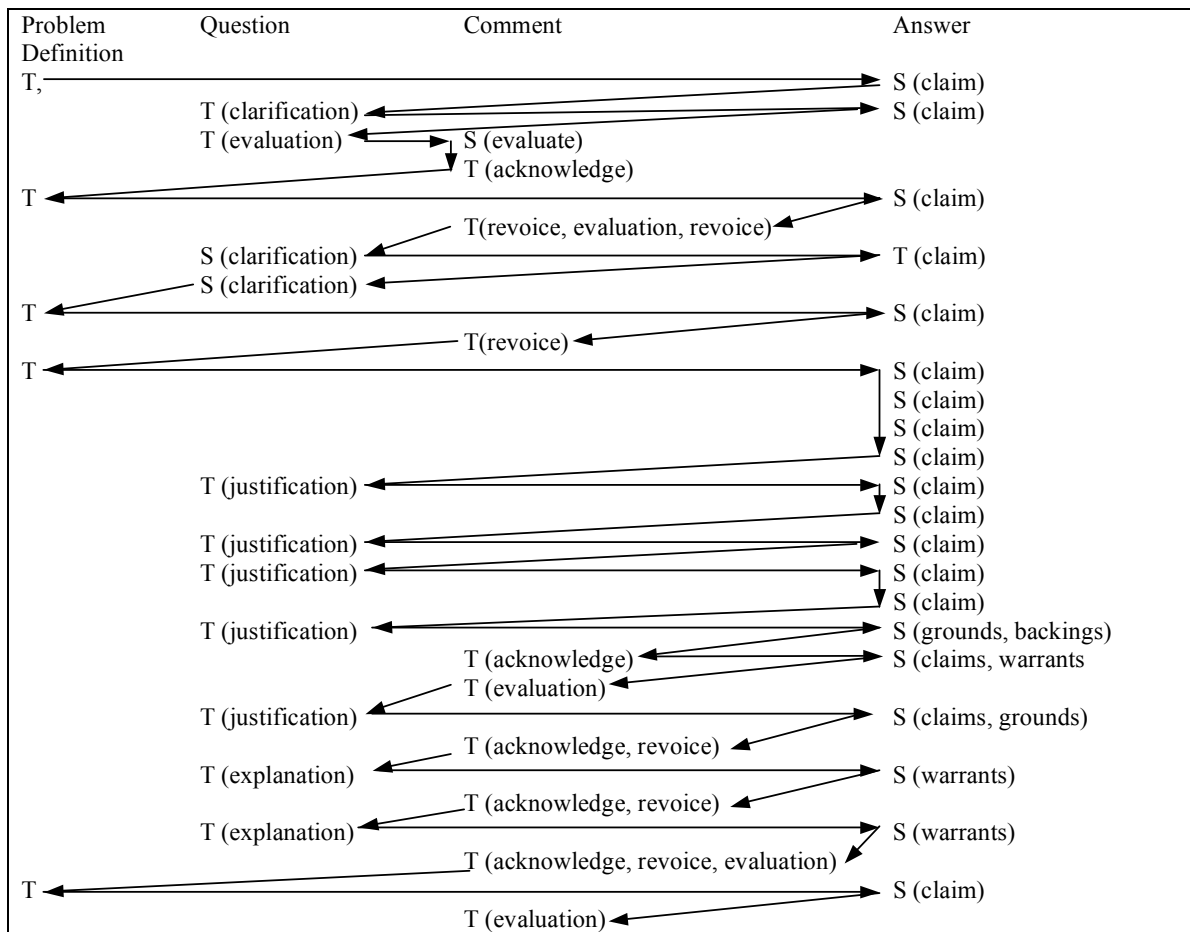 Problem Definition Question Comment Answer
T, S (claim)
T (clarification) S (claim)
T (evaluation) S (evaluate)
T (acknowledge)
T S (claim)
T(revoice, evaluation, revoice)
S (clarification) T (claim)
S (clarification)
T S (claim)
T(revoice)
T S (claim)
S (claim)
S (claim)
S (claim)
T (justification) S (claim)
S (claim)
T (justification) S (claim)
T (justification) S (claim)
S (claim)
T (justification) S (grounds, backings)
T (acknowledge) S (claims, warrants
T (evaluation)
T (justification) S (claims, grounds)
T (acknowledge, revoice)
T (explanation) S (warrants)
T (acknowledge, revoice)
T (explanation) S (warrants)
T (acknowledge, revoice, evaluation)
T S (claim)
T (evaluation)